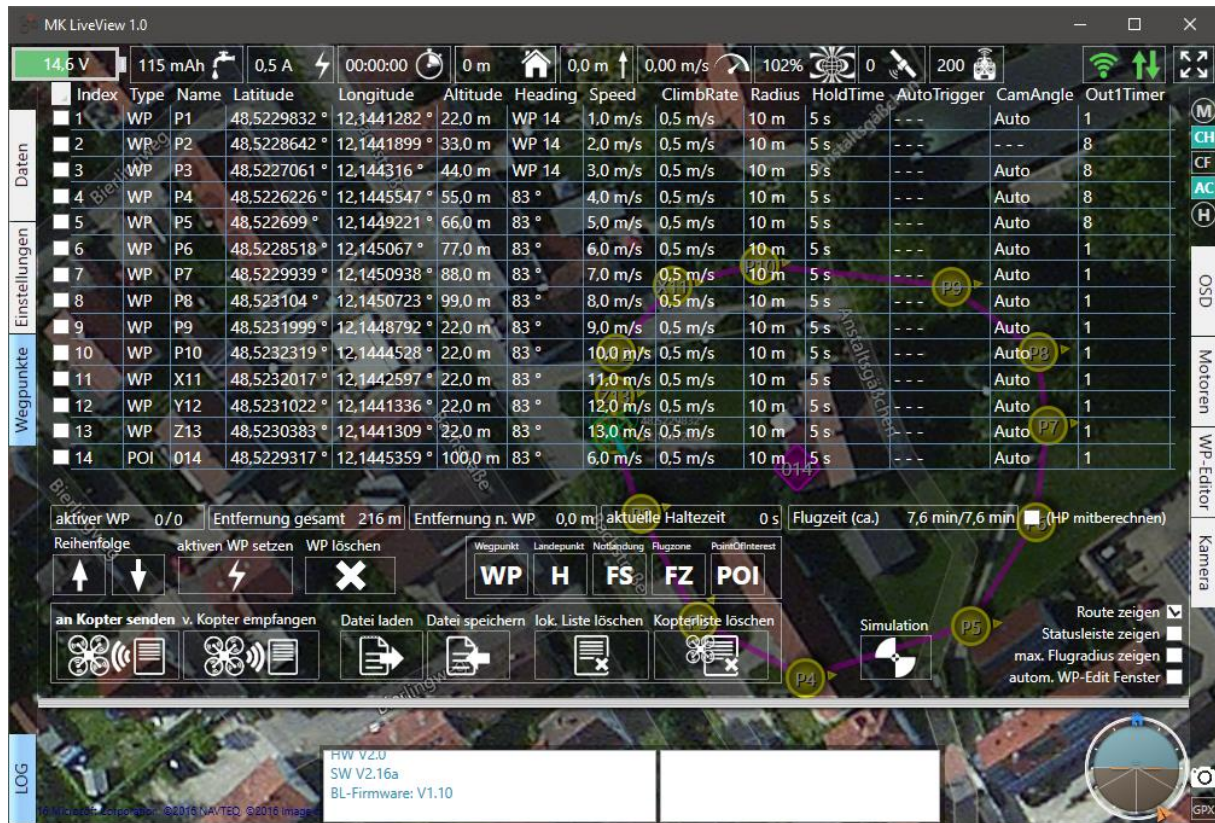 MK LiveView 1.0
14,6 V 115 mAh 0,5 A 00:00:00 0 m 0,0 m 0,00 m/s 102% 0 200
Index Type Name Latitude Longitude Altitude Heading Speed ClimbRate Radius HoldTime AutoTrigger CamAngle Out1Timer
1 WP P1 48,5229832 ° 12,1441282 ° 22,0 m WP 14 1,0 m/s 0,5 m/s 10 m 5 s - - - Auto 1
2 WP P2 48,5228642 ° 12,1441899 ° 33,0 m WP 14 2,0 m/s 0,5 m/s 10 m 5 s - - - - - - 8
3 WP P3 48,5227061 ° 12,144316 ° 44,0 m WP 14 3,0 m/s 0,5 m/s 10 m 5 s - - - Auto 8
4 WP P4 48,5226226 ° 12,1445547 ° 55,0 m 83 ° 4,0 m/s 0,5 m/s 10 m 5 s - - - Auto 8
5 WP P5 48,522699 ° 12,1449221 ° 66,0 m 83 ° 5,0 m/s 0,5 m/s 10 m 5 s - - - Auto 8
6 WP P6 48,5228518 ° 12,145067 ° 77,0 m 83 ° 6,0 m/s 0,5 m/s 10 m 5 s - - - Auto 1
7 WP P7 48,5229939 ° 12,1450938 ° 88,0 m 83 ° 7,0 m/s 0,5 m/s 10 m 5 s - - - Auto 1
8 WP P8 48,523104 ° 12,1450723 ° 99,0 m 83 ° 8,0 m/s 0,5 m/s 10 m 5 s - - - Auto 1
9 WP P9 48,5231999 ° 12,1448792 ° 22,0 m 83 ° 9,0 m/s 0,5 m/s 10 m 5 s - - - Auto 1
10 WP P10 48,5232319 ° 12,1444528 ° 22,0 m 83 ° 10,0 m/s 0,5 m/s 10 m 5 s - - - Auto 1
11 WP X11 48,5232017 ° 12,1442597 ° 22,0 m 83 ° 11,0 m/s 0,5 m/s 10 m 5 s - - - Auto 1
12 WP Y12 48,5231022 ° 12,1441336 ° 22,0 m 83 ° 12,0 m/s 0,5 m/s 10 m 5 s - - - Auto 1
13 WP Z13 48,5230383 ° 12,1441309 ° 22,0 m 83 ° 13,0 m/s 0,5 m/s 10 m 5 s - - - Auto 1
14 POI 014 48,5229317 ° 12,1445359 ° 100,0 m 83 ° 6,0 m/s 0,5 m/s 10 m 5 s - - - Auto 1
Daten
Einstellungen
Wegpunkte
LOG
M
CH
CF
AC
H
OSD
Motoren
WP-Editor
Kamera
Bierlingweg
Anstaltsgäßchen
Anstaltsgäßchen
X11
P9
P8
P7
Z13
014
P5
P4
aktiver WP 0/0 Entfernung gesamt 216 m Entfernung n. WP 0,0 m aktuelle Haltezeit 0 s Flugzeit (ca.) 7,6 min/7,6 min (HP mitberechnen)
Reihenfolge aktiven WP setzen WP löschen
Wegpunkt Landepunkt Notlandung Flugzone PointOfInterest
WP H FS FZ POI
an Kopter senden v. Kopter empfangen Datei laden Datei speichern lok. Liste löschen Kopterliste löschen Simulation
Route zeigen
Statusleiste zeigen
max. Flugradius zeigen
autom. WP-Edit Fenster
Bierlingweg
HW V2.0
SW V2.16a
BL-Firmware: V1.10
Microsoft Corporation ©2016 NAVTEQ ©2016 Image
GPX